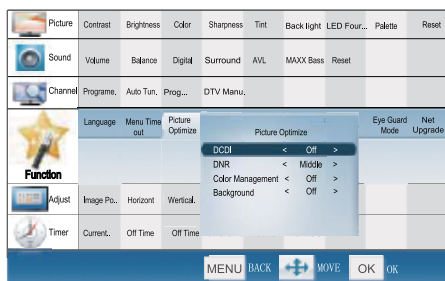 Picture Contrast Brightness Color Sharpness Tint Back light LED Four... Palette Reset
Sound Volume Balance Digital Surround AVL MAXX Bass Reset
Channel Programe. Auto Tun. Prog... DTV Manu.
Function Language Menu Time out Picture Optimize Eye Guard Mode Net Upgrade
Picture Optimize
DCDI < Off >
DNR < Middle >
Color Management < Off >
Background < Off >
Adjust Image Po.. Horizont Wertical.
Timer Current.. Off Time Off Time
MENU BACK MOVE OK OK